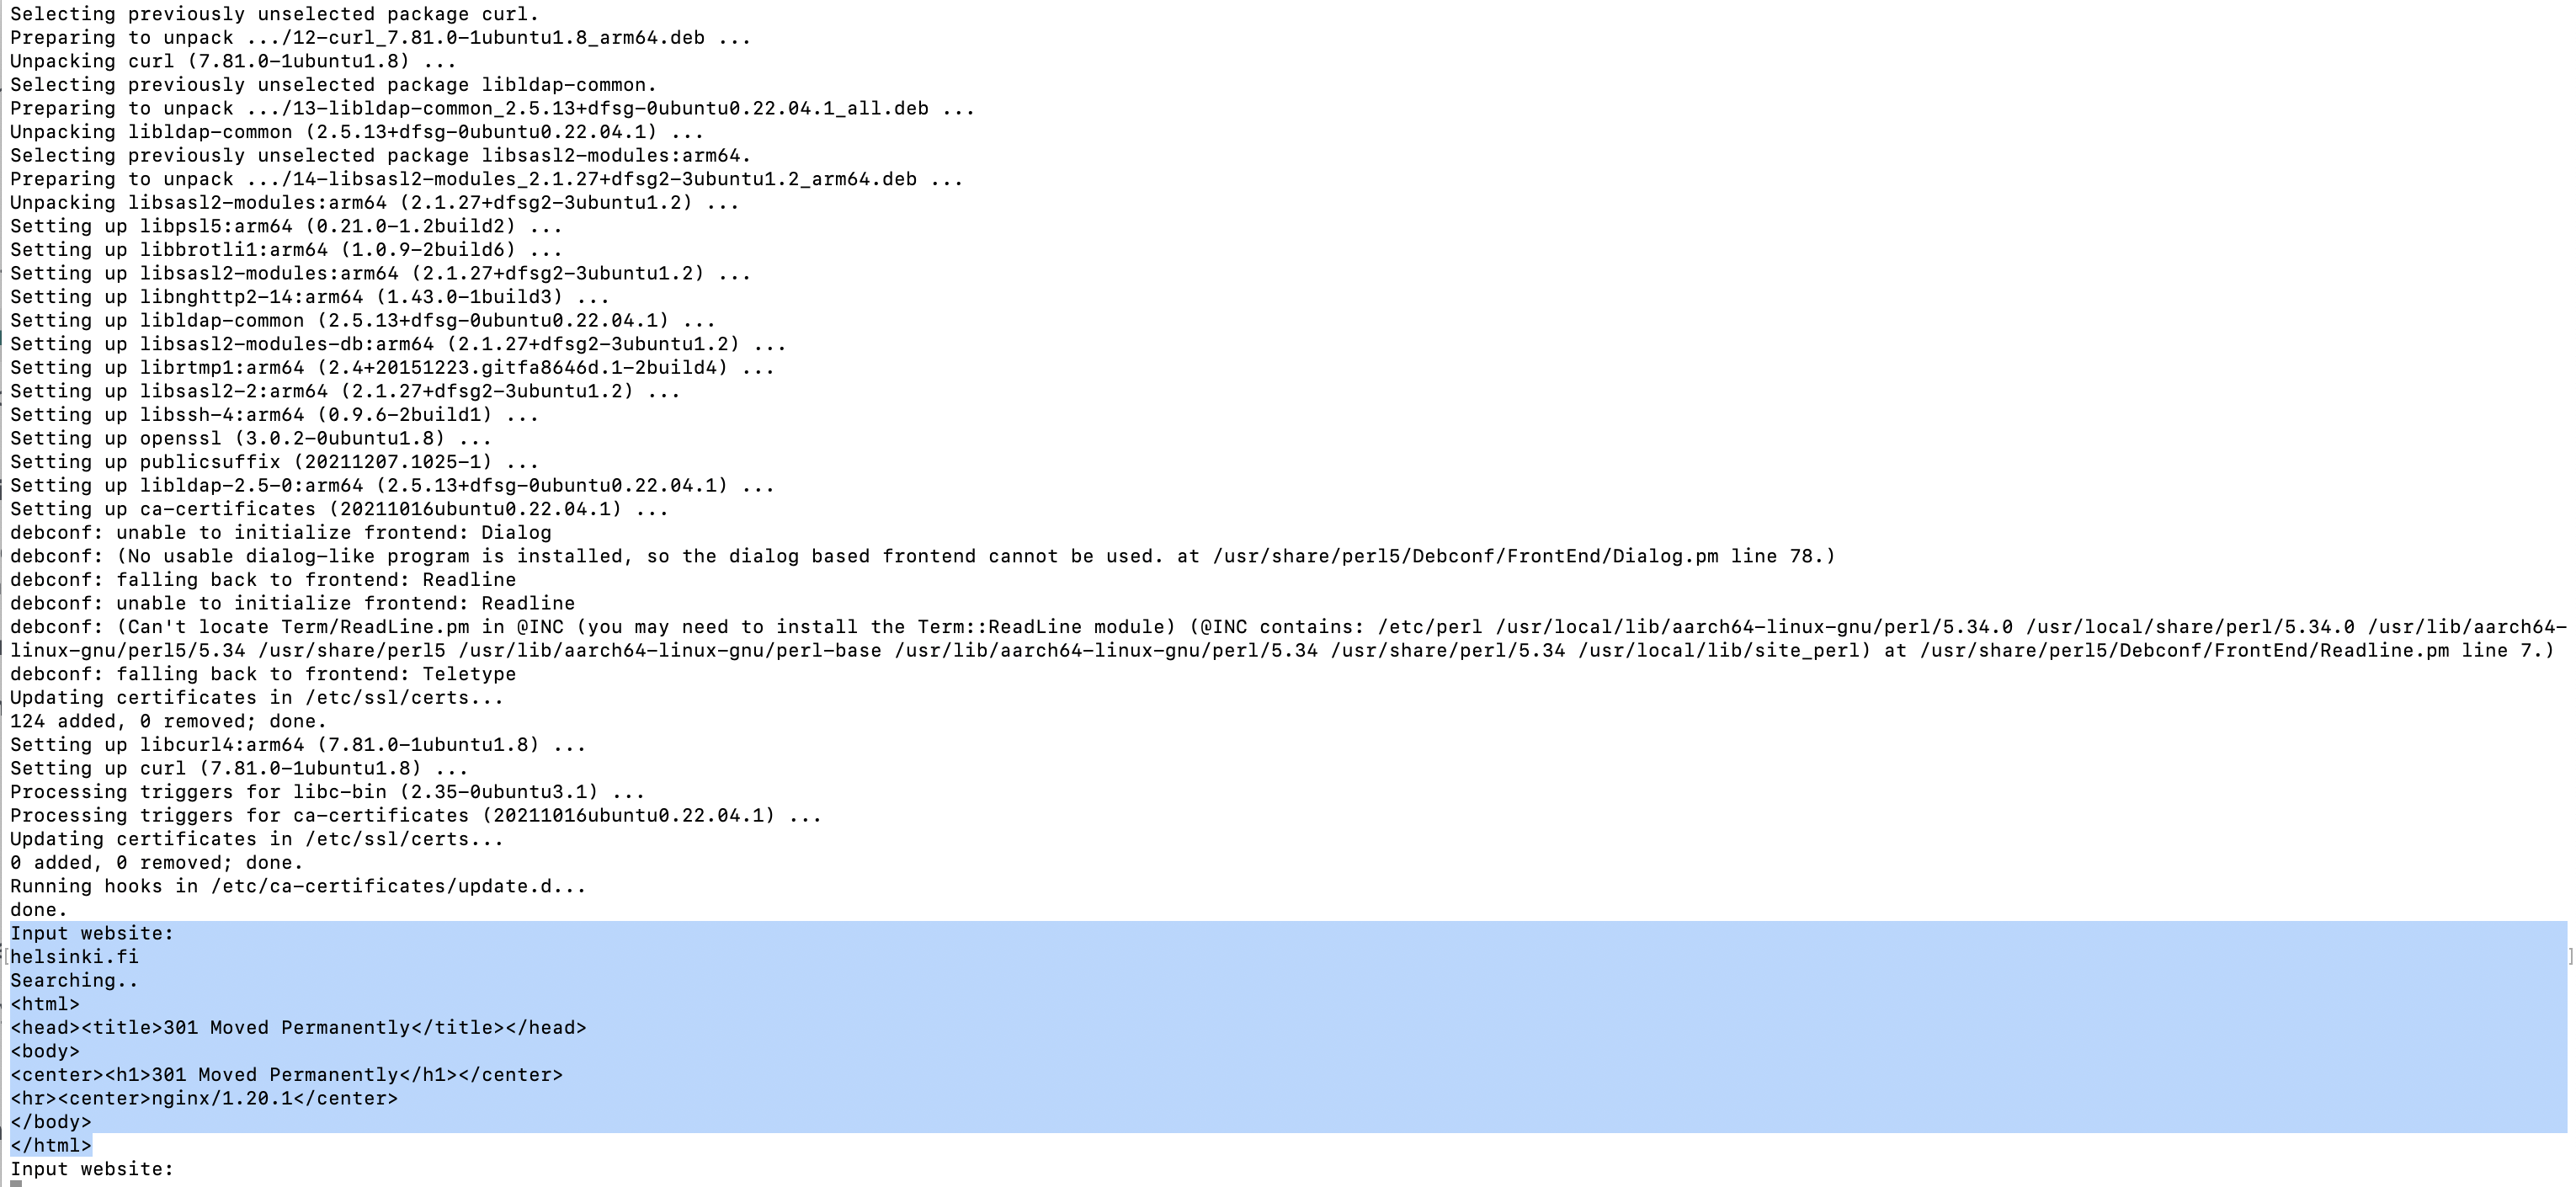 Selecting previously unselected package curl.
Preparing to unpack .../12-curl_7.81.0-1ubuntu1.8_arm64.deb ...
Unpacking curl (7.81.0-1ubuntu1.8) ...
Selecting previously unselected package libldap-common.
Preparing to unpack .../13-libldap-common_2.5.13+dfsg-0ubuntu0.22.04.1_all.deb ...
Unpacking libldap-common (2.5.13+dfsg-0ubuntu0.22.04.1) ...
Selecting previously unselected package libsasl2-modules:arm64.
Preparing to unpack .../14-libsasl2-modules_2.1.27+dfsg2-3ubuntu1.2_arm64.deb ...
Unpacking libsasl2-modules:arm64 (2.1.27+dfsg2-3ubuntu1.2) ...
Setting up libpsl5:arm64 (0.21.0-1.2build2) ...
Setting up libbrotli1:arm64 (1.0.9-2build6) ...
Setting up libsasl2-modules:arm64 (2.1.27+dfsg2-3ubuntu1.2) ...
Setting up libnghttp2-14:arm64 (1.43.0-1build3) ...
Setting up libldap-common (2.5.13+dfsg-0ubuntu0.22.04.1) ...
Setting up libsasl2-modules-db:arm64 (2.1.27+dfsg2-3ubuntu1.2) ...
Setting up librtmp1:arm64 (2.4+20151223.gitfa8646d.1-2build4) ...
Setting up libsasl2-2:arm64 (2.1.27+dfsg2-3ubuntu1.2) ...
Setting up libssh-4:arm64 (0.9.6-2build1) ...
Setting up openssl (3.0.2-0ubuntu1.8) ...
Setting up publicsuffix (20211207.1025-1) ...
Setting up libldap-2.5-0:arm64 (2.5.13+dfsg-0ubuntu0.22.04.1) ...
Setting up ca-certificates (20211016ubuntu0.22.04.1) ...
debconf: unable to initialize frontend: Dialog
debconf: (No usable dialog-like program is installed, so the dialog based frontend cannot be used. at /usr/share/perl5/Debconf/FrontEnd/Dialog.pm line 78.)
debconf: falling back to frontend: Readline
debconf: unable to initialize frontend: Readline
debconf: (Can't locate Term/ReadLine.pm in @INC (you may need to install the Term::ReadLine module) (@INC contains: /etc/perl /usr/local/lib/aarch64-linux-gnu/perl/5.34.0 /usr/local/share/perl/5.34.0 /usr/lib/aarch64-
linux-gnu/perl5/5.34 /usr/share/perl5 /usr/lib/aarch64-linux-gnu/perl-base /usr/lib/aarch64-linux-gnu/perl/5.34 /usr/share/perl/5.34 /usr/local/lib/site_perl) at /usr/share/perl5/Debconf/FrontEnd/Readline.pm line 7.)
debconf: falling back to frontend: Teletype
Updating certificates in /etc/ssl/certs...
124 added, 0 removed; done.
Setting up libcurl4:arm64 (7.81.0-1ubuntu1.8) ...
Setting up curl (7.81.0-1ubuntu1.8) ...
Processing triggers for libc-bin (2.35-0ubuntu3.1) ...
Processing triggers for ca-certificates (20211016ubuntu0.22.04.1) ...
Updating certificates in /etc/ssl/certs...
0 added, 0 removed; done.
Running hooks in /etc/ca-certificates/update.d...
done.
Input website:
[helsinki.fi ]
Searching..
<html>
<head><title>301 Moved Permanently</title></head>
<body>
<center><h1>301 Moved Permanently</h1></center>
<hr><center>nginx/1.20.1</center>
</body>
</html>
Input website: